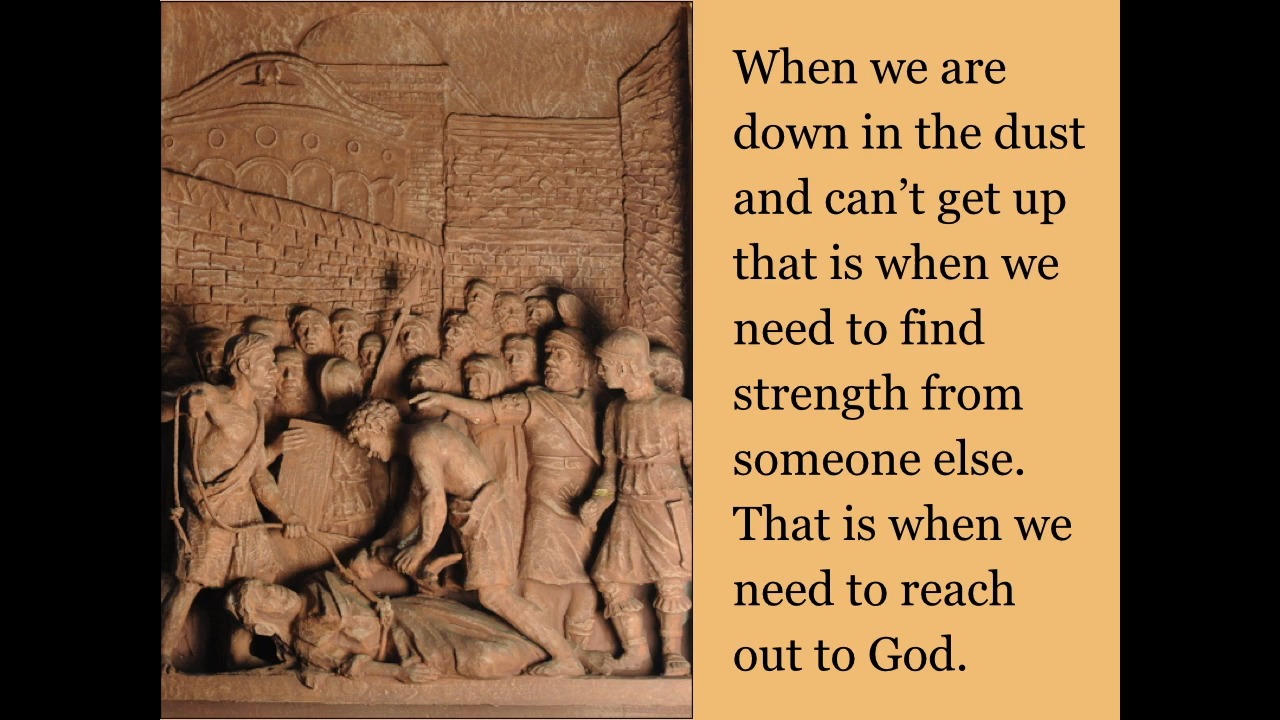 When we are
down in the dust
and can’t get up
that is when we
need to find
strength from
someone else.
That is when we
need to reach
out to God.